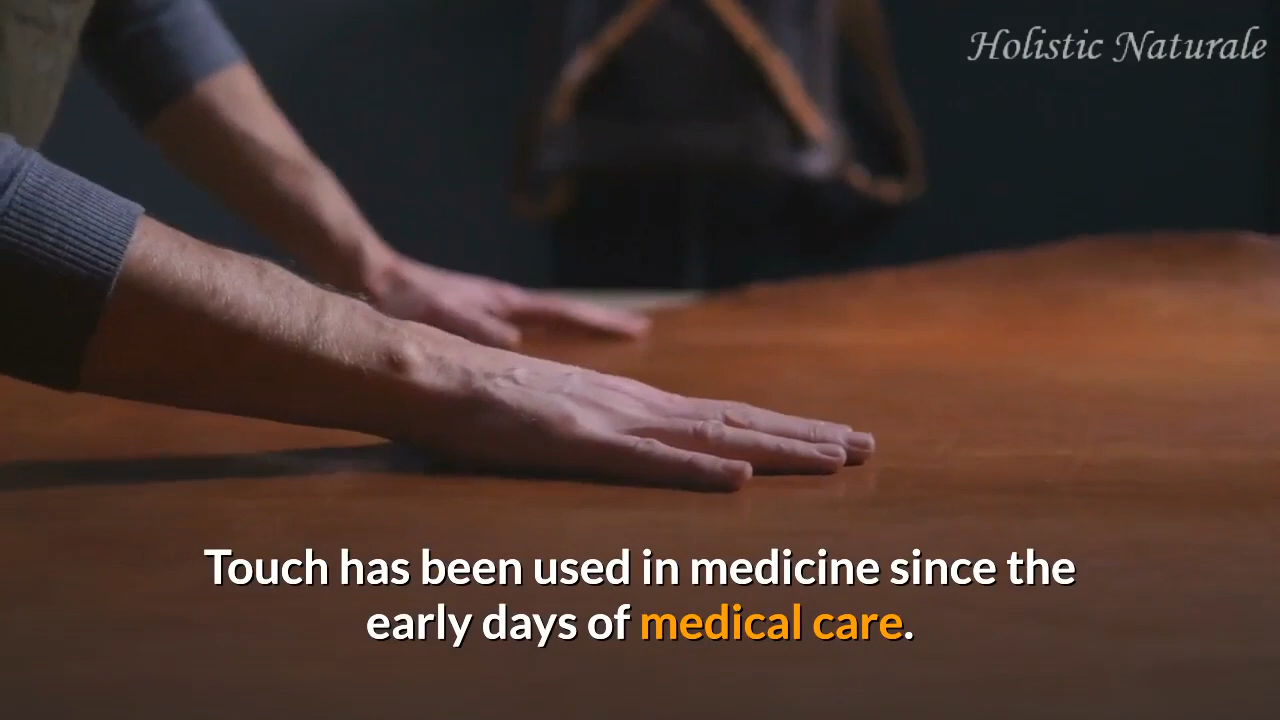 Holistic Naturale
Touch has been used in medicine since the
early days of medical care.